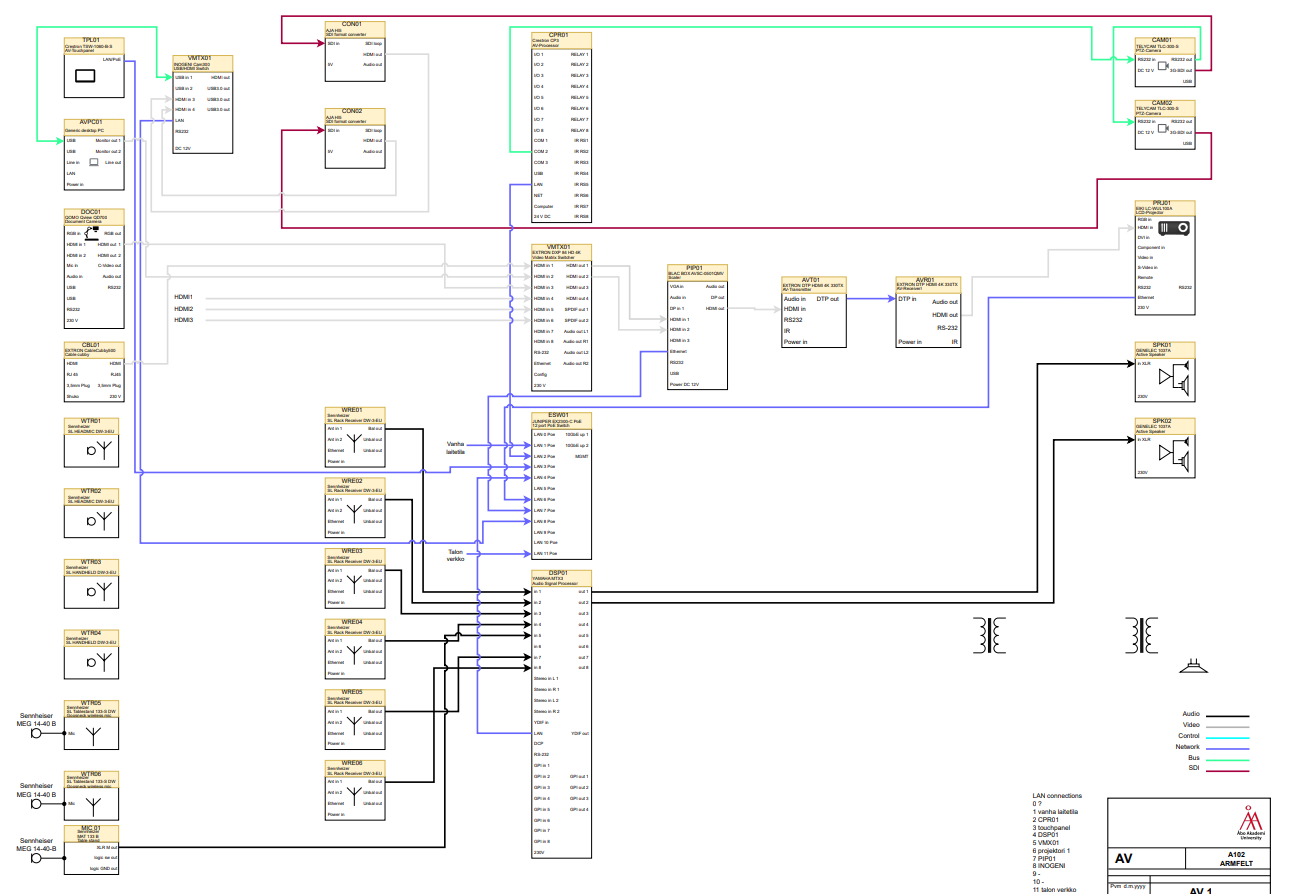 TPL01
Crestron TSW-1060-B-S
AV-Touchpanel
LAN/PoE
VMTX01
INOGENI Cam300
USB/HDMI Switch
USB in 1 HDMI out
USB in 2 USB3.0 out
HDMI in 3 USB3.0 out
HDMI in 4 USB3.0 out
LAN
RS232
DC 12V
AVPC01
Generic desktop PC
USB Monitor out 1
USB Monitor out 2
Line in Line out
LAN
Power in
DOC01
QOMO Qview QD700
Document Camera
RGB in RGB out
HDMI in 1 HDMI out 1
HDMI in 2 HDMI out 2
Mic in C-Video out
Audio in Audio out
USB RS232
USB
RS232
230 V
CBL01
EXTRON CableCubby500
Cable cubby
HDMI HDMI
RJ 45 RJ45
3,5mm Plug 3,5mm Plug
Shuko 230 V
HDMI1
HDMI2
HDMI3
CON01
AJA Hi5
SDI format converter
SDI in SDI loop
HDMI out
5V Audio out
CON02
AJA Hi5
SDI format converter
SDI in SDI loop
HDMI out
5V Audio out
CPR01
Crestron CP3
AV-Processor
I/O 1 RELAY 1
I/O 2 RELAY 2
I/O 3 RELAY 3
I/O 4 RELAY 4
I/O 5 RELAY 5
I/O 6 RELAY 6
I/O 7 RELAY 7
I/O 8 RELAY 8
COM 1 IR RS1
COM 2 IR RS2
COM 3 IR RS3
USB IR RS4
LAN IR RS5
NET IR RS6
Computer IR RS7
24 V DC IR RS8
CAM01
TELYCAM TLC-300-S
PTZ-Camera
RS232 in RS232 out
DC 12 V 3G-SDI out
USB
CAM02
TELYCAM TLC-300-S
PTZ-Camera
RS232 in RS232 out
DC 12 V 3G-SDI out
USB
PRJ01
EIKI LC-WUL100A
LCD-Projector
RGB in
HDMI in
DVI in
Component in
Video in
S-Video in
Remote
RS232 RS232
Ethernet
230 V
VMTX01
EXTRON DXP 84 HD 4K
Video Matrix Switcher
HDMI in 1 HDMI out 1
HDMI in 2 HDMI out 2
HDMI in 3 HDMI out 3
HDMI in 4 HDMI out 4
HDMI in 5 SPDIF out 1
HDMI in 6 SPDIF out 2
HDMI in 7 Audio out L1
HDMI in 8 Audio out R1
RS-232 Audio out L2
Ethernet Audio out R2
Config
230 V
PIP01
BLAC BOX AVSC-0501QMV
Scaler
VGA in Audio out
Audio in DP out
DP in 1 HDMI out
HDMI in 1
HDMI in 2
HDMI in 3
Ethernet
RS232
USB
Power DC 12V
AVT01
EXTRON DTP HDMI 4K 330TX
AV-Transmitter
Audio in DTP out
HDMI in
RS232
IR
Power in
AVR01
EXTRON DTP HDMI 4K 330TX
AV-Receiver
DTP in Audio out
HDMI out
RS-232
Power in IR
SPK01
GENELEC 1037A
Active Speaker
in XLR
230V
SPK02
GENELEC 1037A
Active Speaker
in XLR
230V
WTR01
Sennheizer
SL HEADMIC DW-3-EU
WTR02
Sennheizer
SL HEADMIC DW-3-EU
WTR03
Sennheizer
SL HANDHELD DW-3-EU
WTR04
Sennheizer
SL HANDHELD DW-3-EU
WTR05
Sennheizer
SL Tablestand 133-S DW
Gooseneck wireless mic
Mic
Sennheiser
MEG 14-40 B
WTR06
Sennheizer
SL Tablestand 133-S DW
Gooseneck wireless mic
Mic
Sennheiser
MEG 14-40 B
MIC 01
Sennheizer
MAT 133 B
Table stand
XLR M out
logic sw out
logic GND out
Sennheiser
MEG 14-40-B
WRE01
Sennheizer
SL Rack Receiver DW-3-EU
Ant in 1 Bal out
Ant in 2 Unbal out
Ethernet Unbal out
Power in
WRE02
Sennheizer
SL Rack Receiver DW-3-EU
Ant in 1 Bal out
Ant in 2 Unbal out
Ethernet Unbal out
Power in
WRE03
Sennheizer
SL Rack Receiver DW-3-EU
Ant in 1 Bal out
Ant in 2 Unbal out
Ethernet Unbal out
Power in
WRE04
Sennheizer
SL Rack Receiver DW-3-EU
Ant in 1 Bal out
Ant in 2 Unbal out
Ethernet Unbal out
Power in
WRE05
Sennheizer
SL Rack Receiver DW-3-EU
Ant in 1 Bal out
Ant in 2 Unbal out
Ethernet Unbal out
Power in
WRE06
Sennheizer
SL Rack Receiver DW-3-EU
Ant in 1 Bal out
Ant in 2 Unbal out
Ethernet Unbal out
Power in
Vanha
laitetila
Talon
verkko
ESW01
JUNIPER EX2300-C PoE
12 port PoE Switch
LAN 0 Poe 10GbE up 1
LAN 1 Poe 10GbE up 2
LAN 2 Poe MGMT
LAN 3 Poe
LAN 4 Poe
LAN 5 Poe
LAN 6 Poe
LAN 7 Poe
LAN 8 Poe
LAN 9 Poe
LAN 10 Poe
LAN 11 Poe
DSP01
YAMAHA MTX3
Audio Signal Processor
in 1 out 1
in 2 out 2
in 3 out 3
in 4 out 4
in 5 out 5
in 6 out 6
in 7 out 7
in 8 out 8
Stereo in L 1
Stereo in R 1
Stereo in L 2
Stereo in R 2
YDIF in
LAN YDIF out
DCP
RS-232
GPI in 1
GPI in 2 GPI out 1
GPI in 3 GPI out 2
GPI in 4 GPI out 3
GPI in 5 GPI out 4
GPI in 6
GPI in 7
GPI in 8
230V
Audio
Video
Control
Network
Bus
SDI
LAN connections
0 ?
1 vanha laitetila
2 CPR01
3 touchpanel
4 DSP01
5 VMX01
6 projektori 1
7 PIP01
8 INOGENI
9 -
10 -
11 talon verkko
Åbo Akademi
University
AV
A102
ARMFELT
Pvm d.m.yyyy
AV 1